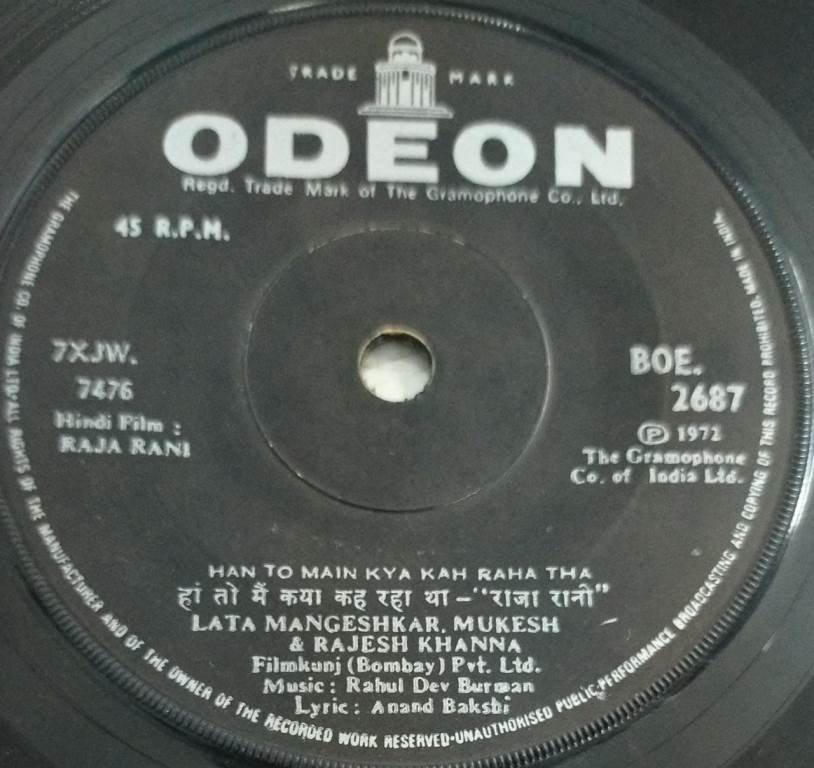 TRADE MARK
ODEON
Regd. Trade Mark of The Gramophone Co., Ltd.
45 R.P.M.
7XJW.
7476
Hindi Film :
RAJA RANI
BOE.
2687
Ⓟ 1972
The Gramophone
Co. of India Ltd.
HAN TO MAIN KYA KAH RAHA THA
हां तो मैं कया कह रहा था –"राजा रानी"
LATA MANGESHKAR, MUKESH
& RAJESH KHANNA
Filmkunj (Bombay) Pvt. Ltd.
Music : Rahul Dev Burman
Lyric : Anand Bakshi
THE GRAMOPHONE CO. OF INDIA LTD. ALL RIGHTS OF THE MANUFACTURER AND OF THE OWNER OF THE RECORDED WORK RESERVED·UNAUTHORISED PUBLIC PERFORMANCE BROADCASTING AND COPYING OF THIS RECORD PROHIBITED. MADE IN INDIA.